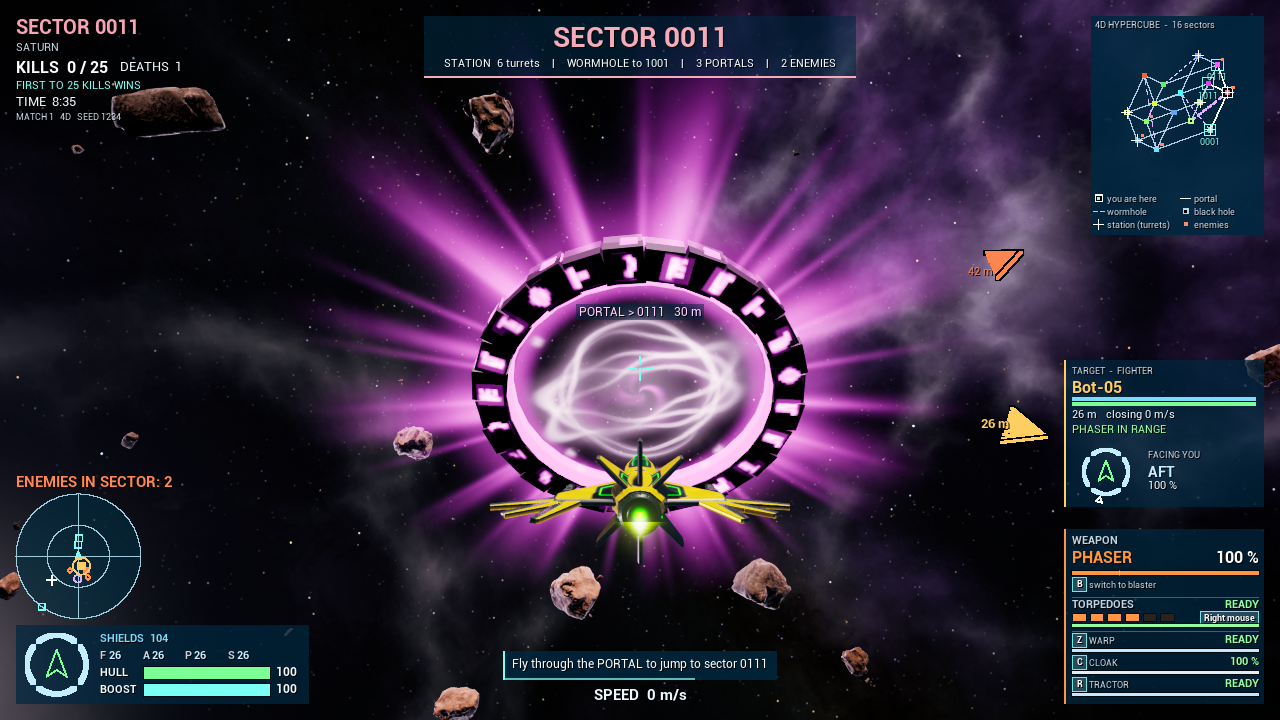 SECTOR 0011
SATURN
KILLS 0 / 25 DEATHS 1
FIRST TO 25 KILLS WINS
TIME 8:35
MATCH 1 4D SEED 1234
SECTOR 0011
STATION 6 turrets | WORMHOLE to 1001 | 3 PORTALS | 2 ENEMIES
4D HYPERCUBE - 16 sectors
0001
you are here
portal
wormhole
black hole
station (turrets)
enemies
42 m
PORTAL > 0111 30 m
26 m
TARGET - FIGHTER
Bot-05
26 m closing 0 m/s
PHASER IN RANGE
FACING YOU
AFT
100 %
ENEMIES IN SECTOR: 2
SHIELDS 104
F 26 A 26 P 26 S 26
HULL 100
BOOST 100
Fly through the PORTAL to jump to sector 0111
SPEED 0 m/s
WEAPON
PHASER 100 %
B switch to blaster
TORPEDOES READY
Right mouse
Z WARP READY
C CLOAK 100 %
R TRACTOR READY